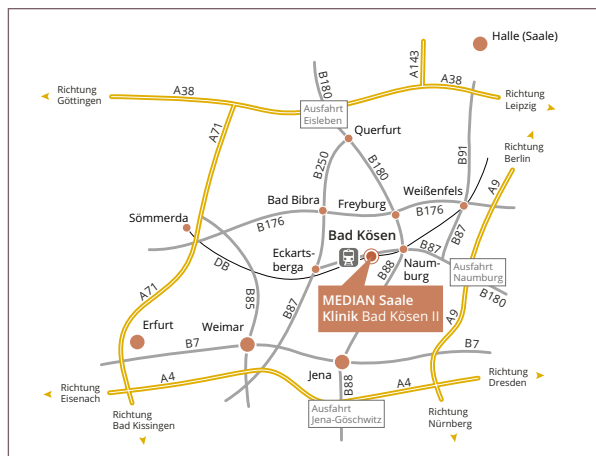 Halle (Saale)
A143
B180
A38
A38
Richtung
Göttingen
Richtung
Leipzig
Ausfahrt
Eisleben
A71
Querfurt
Richtung
Berlin
B91
B250
B180
A9
Weißenfels
Bad Bibra
Freyburg
B176
Sömmerda
B176
Bad Kösen
B87
B87
DB
Eckarts-
berga
Naum-
burg
B88
Ausfahrt
Naumburg
A71
B85
B87
B180
MEDIAN Saale
Klinik Bad Kösen II
A9
Erfurt
Weimar
B7
B7
Jena
A4
B88
A4
Richtung
Eisenach
Richtung
Dresden
Ausfahrt
Jena-Göschwitz
Richtung
Bad Kissingen
Richtung
Nürnberg